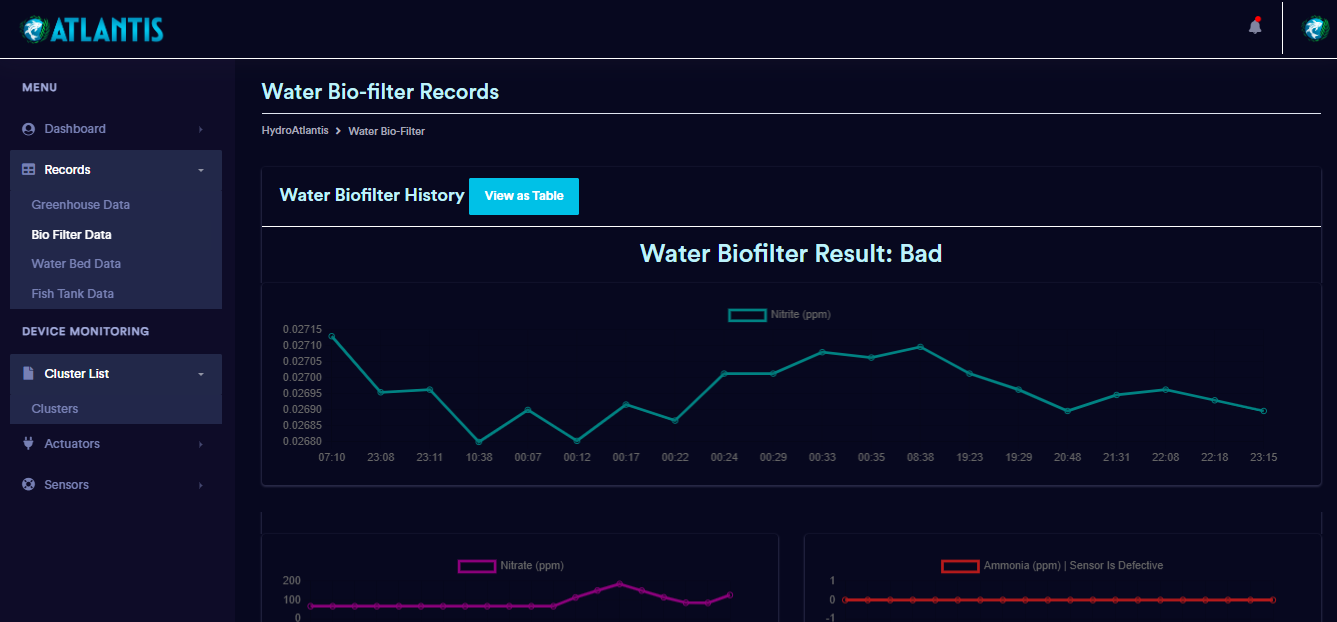 ATLANTIS
MENU
Dashboard
Records
Greenhouse Data
Bio Filter Data
Water Bed Data
Fish Tank Data
DEVICE MONITORING
Cluster List
Clusters
Actuators
Sensors
Water Bio-filter Records
HydroAtlantis > Water Bio-Filter
Water Biofilter History View as Table
Water Biofilter Result: Bad
Nitrite (ppm)
0.02715
0.02710
0.02705
0.02700
0.02695
0.02690
0.02685
0.02680
07:10 23:08 23:11 10:38 00:07 00:12 00:17 00:22 00:24 00:29 00:33 00:35 08:38 19:23 19:29 20:48 21:31 22:08 22:18 23:15
Nitrate (ppm)
200
100
0
Ammonia (ppm) | Sensor Is Defective
1
0
-1